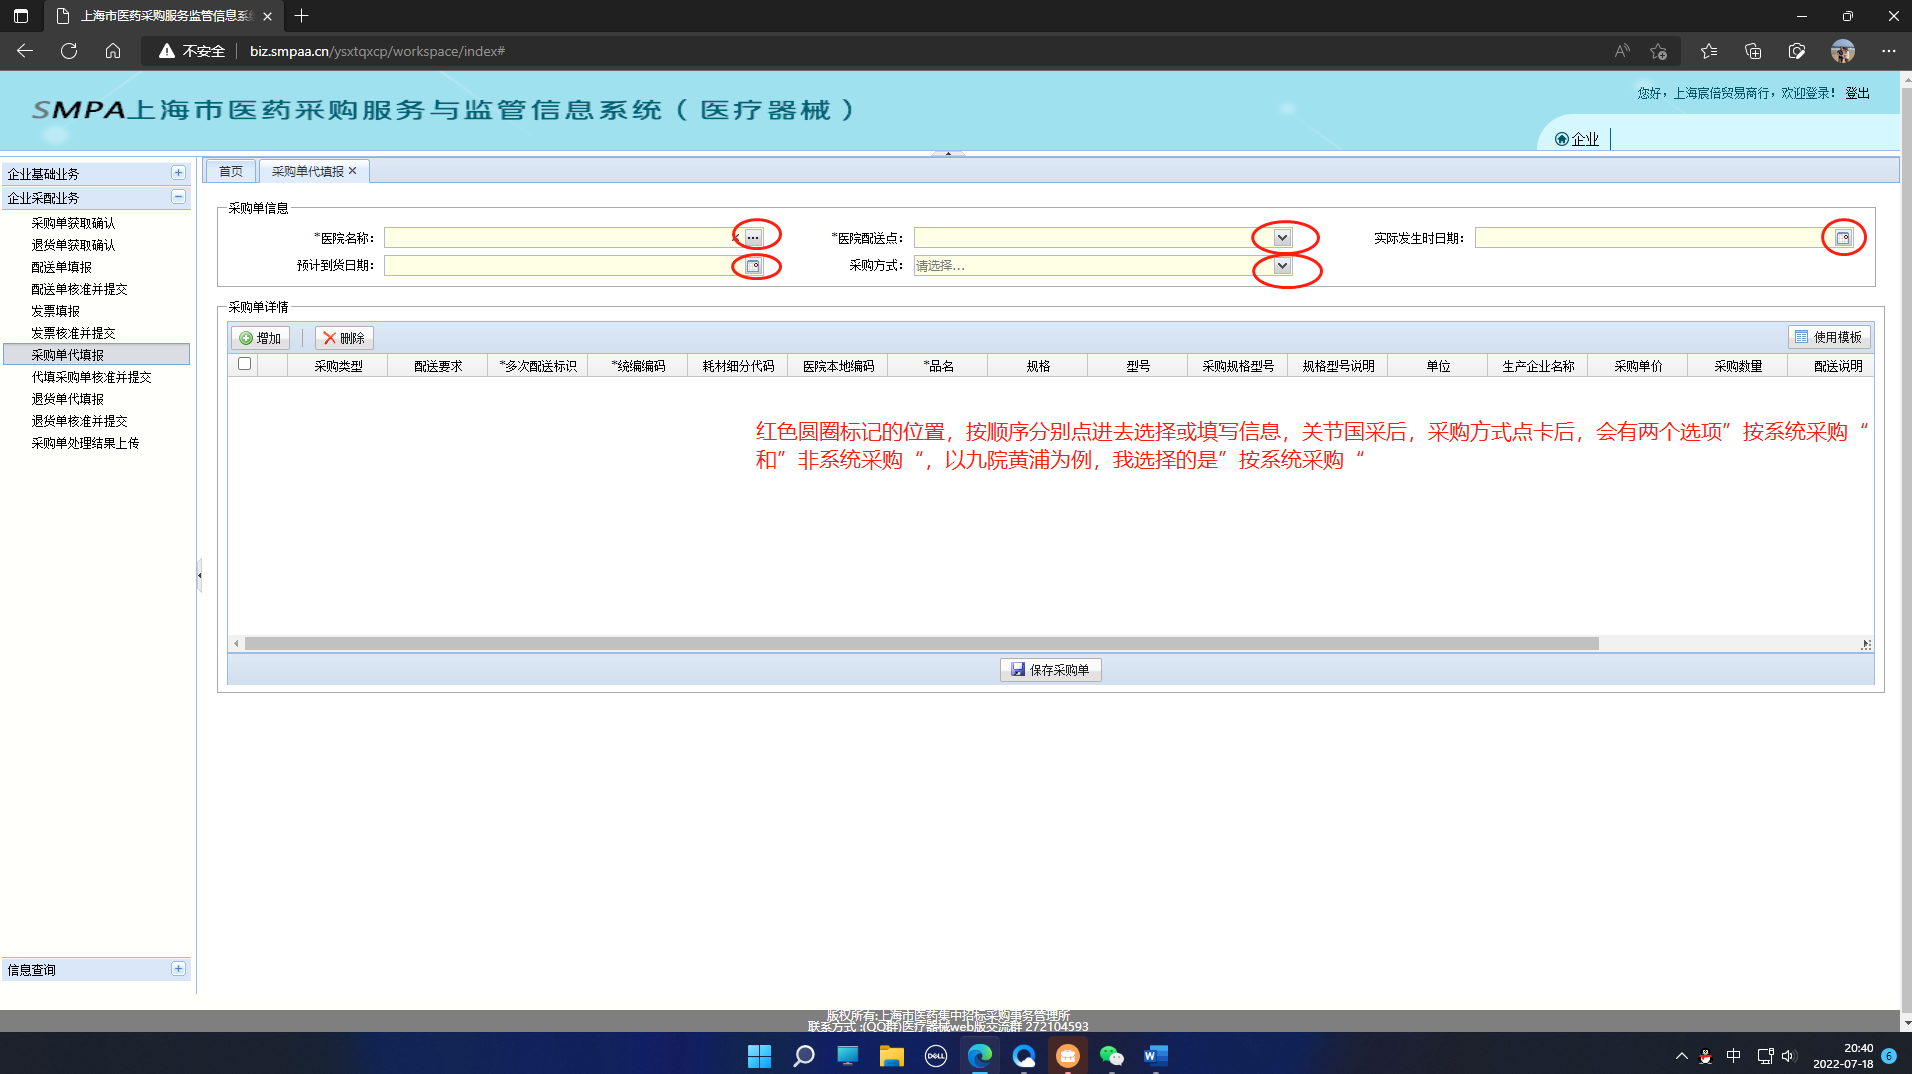 上海市医药采购服务监管信息系
不安全
biz.smpaa.cn/ysxtqxcp/workspace/index#
SMPA上海市医药采购服务与监管信息系统（医疗器械）
您好，上海宸倍贸易商行，欢迎登录！ 登出
企业
企业基础业务
企业采配业务
采购单获取确认
退货单获取确认
配送单填报
配送单核准并提交
发票填报
发票核准并提交
采购单代填报
代填采购单核准并提交
退货单代填报
退货单核准并提交
采购单处理结果上传
信息查询
首页 采购单代填报
采购单信息
*医院名称： *医院配送点： 实际发生时日期：
预计到货日期： 采购方式： 请选择...
采购单详情
增加 删除 使用模板
采购类型 配送要求 *多次配送标识 *统编编码 耗材细分代码 医院本地编码 *品名 规格 型号 采购规格型号 规格型号说明 单位 生产企业名称 采购单价 采购数量 配送说明
红色圆圈标记的位置，按顺序分别点进去选择或填写信息，关节国采后，采购方式点卡后，会有两个选项”按系统采购“
和”非系统采购“，以九院黄浦为例，我选择的是”按系统采购“
保存采购单
版权所有:上海市医药集中招标采购事务管理所
联系方式:(QQ群)医疗器械web版交流群 272104593
DELL
W
中
20:40
2022-07-18
6